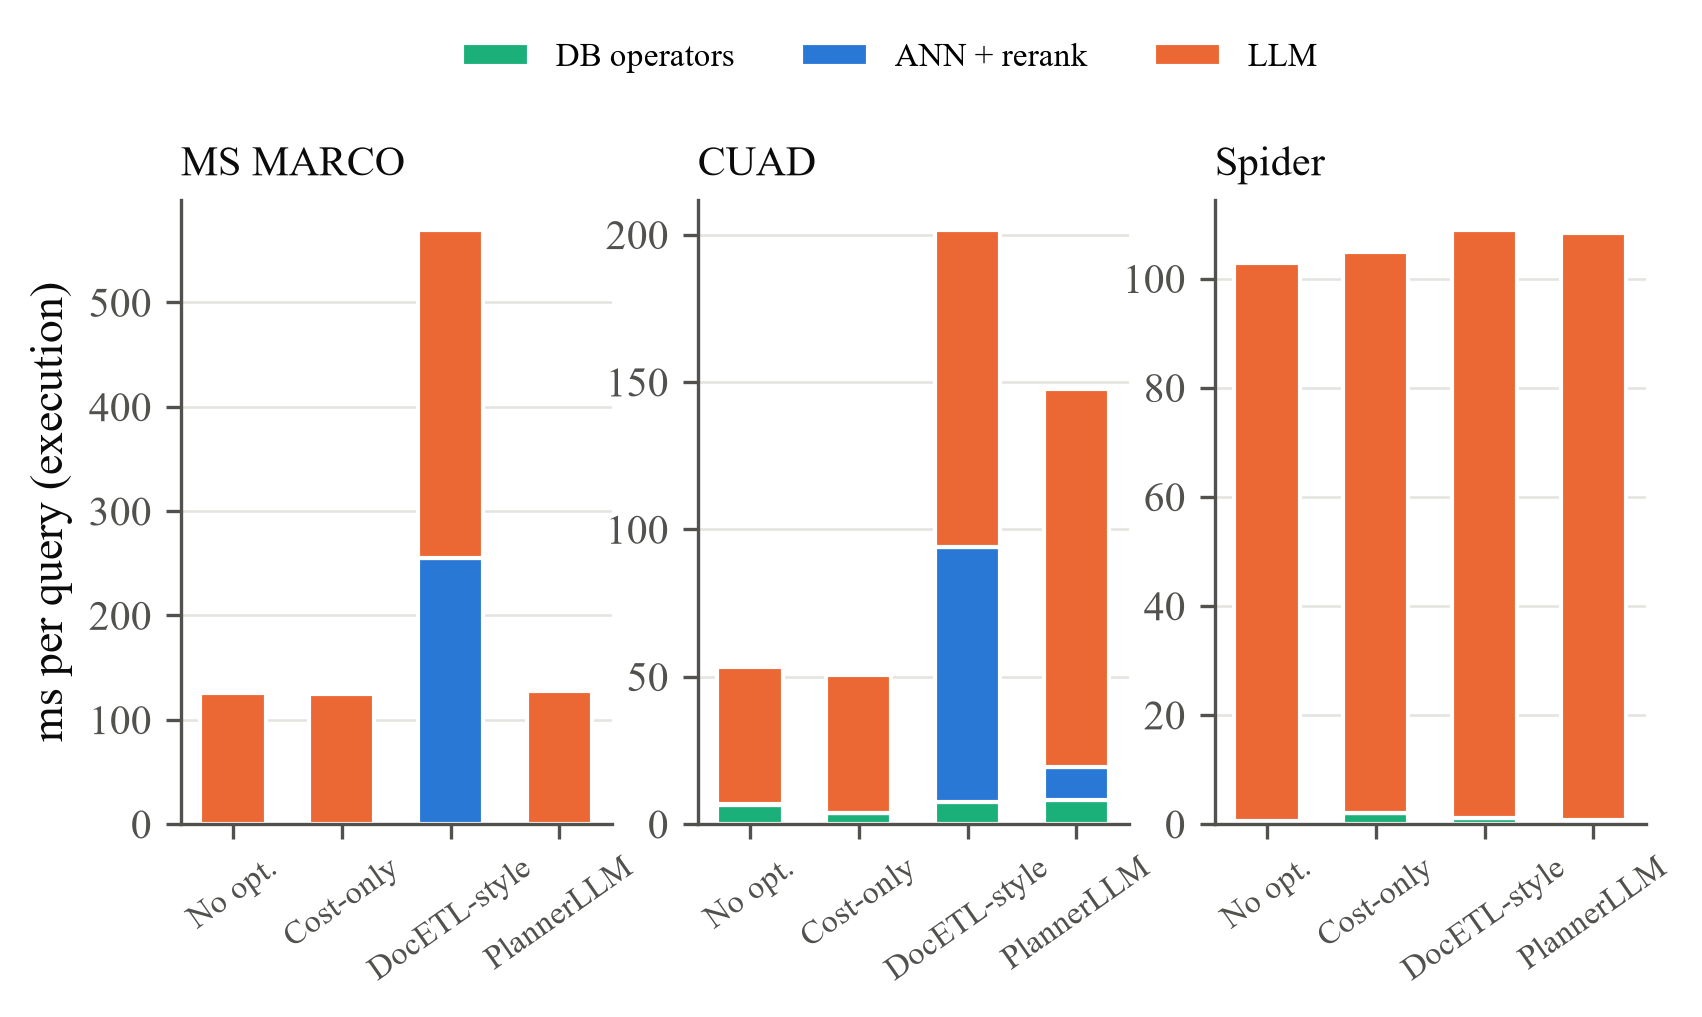 DB operators ANN + rerank LLM
MS MARCO CUAD Spider
ms per query (execution)
500
400
300
200
100
0
200
150
100
50
0
100
80
60
40
20
0
No opt. Cost-only DocETL-style PlannerLLM
No opt. Cost-only DocETL-style PlannerLLM
No opt. Cost-only DocETL-style PlannerLLM